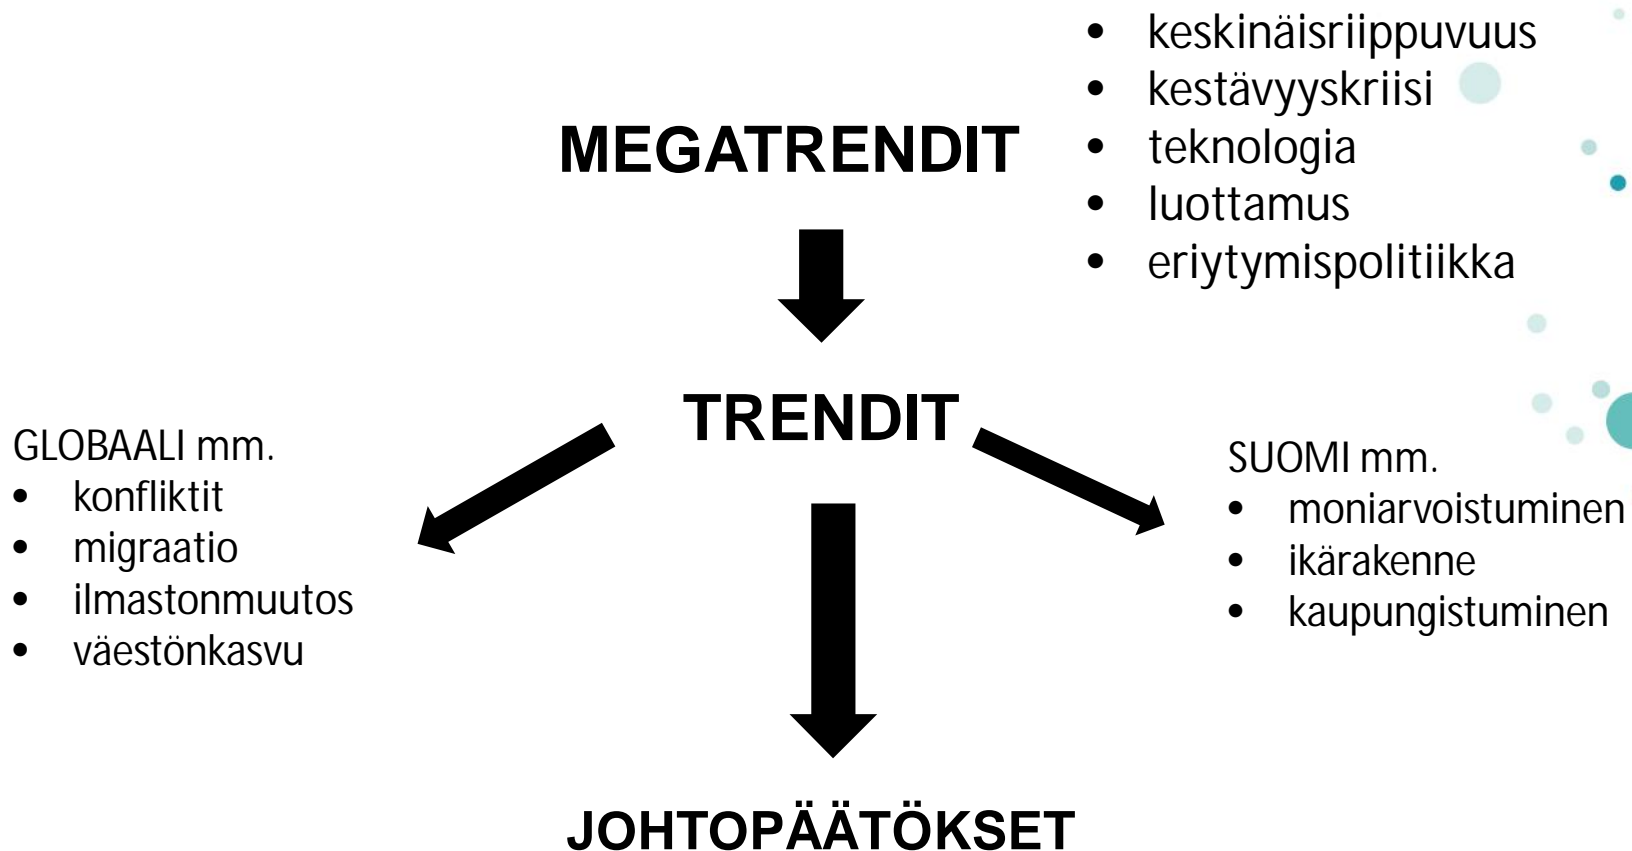 MEGATRENDIT
• keskinäisriippuvuus
• kestävyyskriisi
• teknologia
• luottamus
• eriytymispolitiikka
TRENDIT
GLOBAALI mm.
• konfliktit
• migraatio
• ilmastonmuutos
• väestönkasvu
SUOMI mm.
• moniarvoistuminen
• ikärakenne
• kaupungistuminen
JOHTOPÄÄTÖKSET